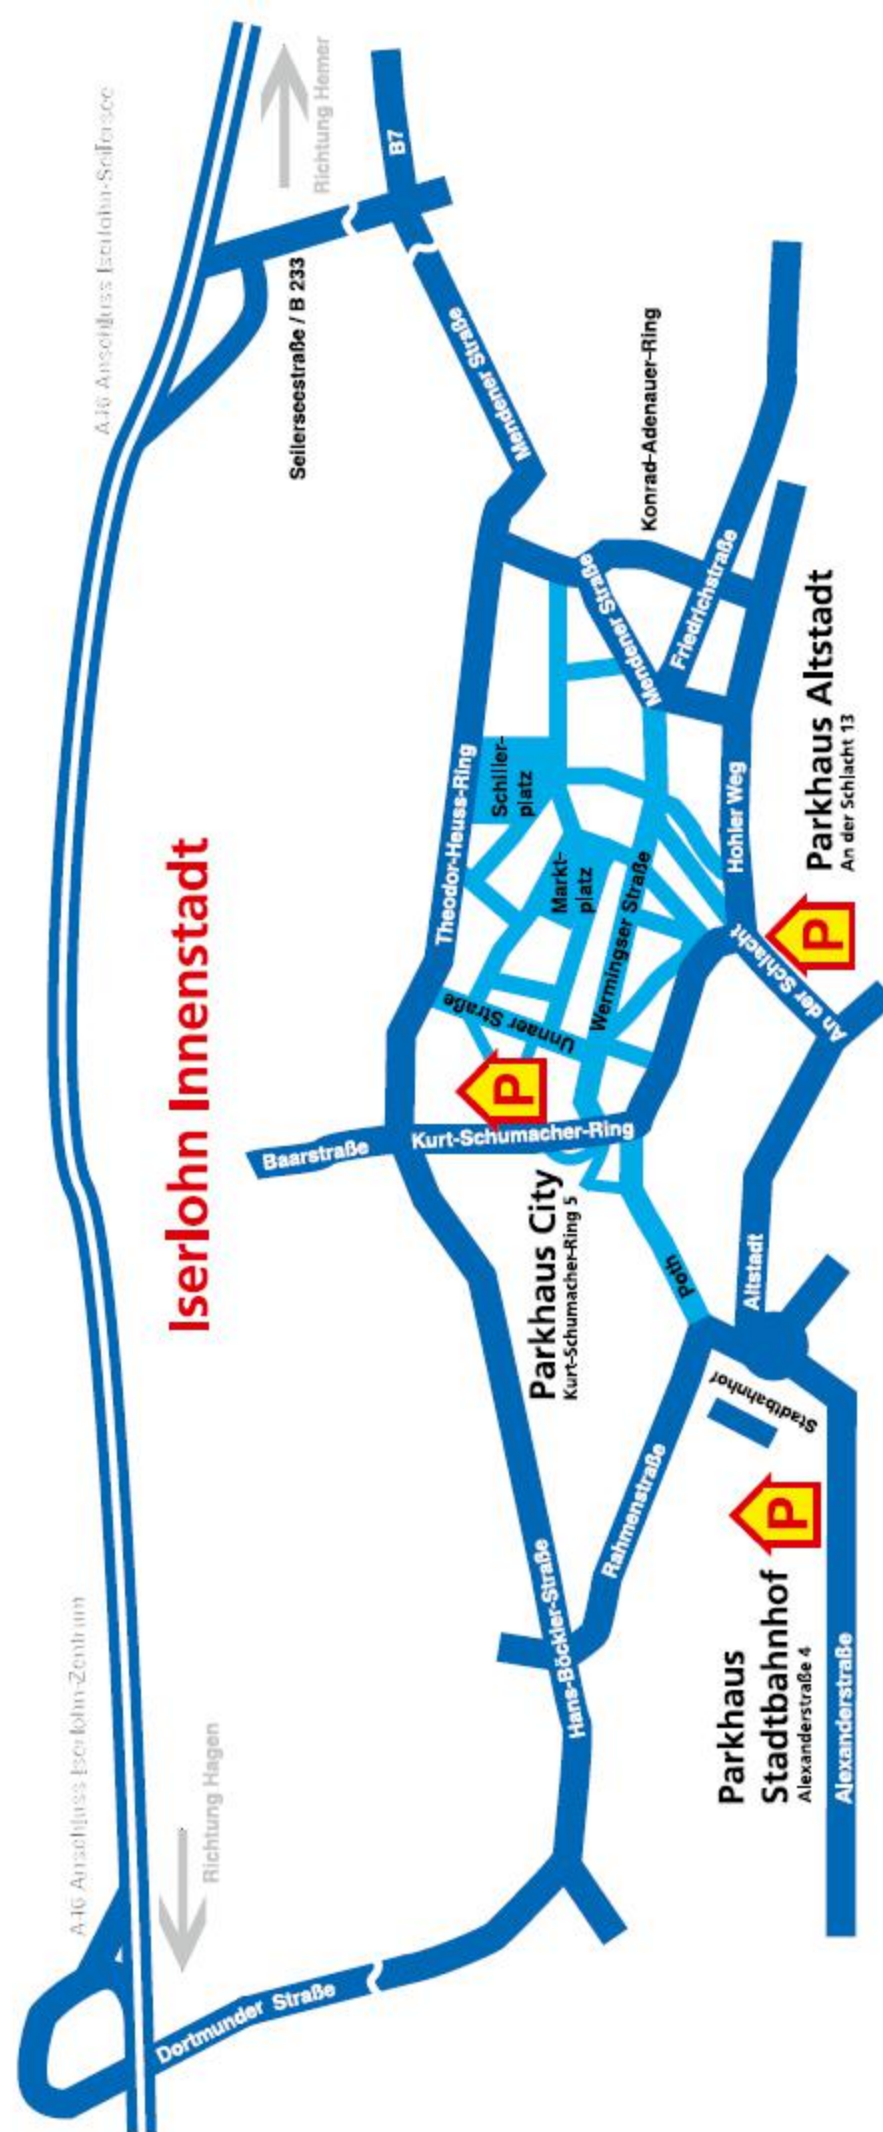 Iserlohn Innenstadt
A46 Anschluss Iserlohn-Zentrum
A46 Anschluss Iserlohn-Seilersee
Richtung Hagen
Richtung Hemer
Dortmunder Straße
Seilerseestraße / B 233
B7
Baarstraße
Theodor-Heuss-Ring
Mendener Straße
Kurt-Schumacher-Ring
Unnaer Straße
Schiller-
platz
Markt-
platz
Wermingser Straße
Mendener Straße
Konrad-Adenauer-Ring
Friedrichstraße
Hohler Weg
An der Schlacht
Hans-Böckler-Straße
Rahmenstraße
Poth
Altstadt
Stadtbahnhof
Alexanderstraße
P
Parkhaus City
Kurt-Schumacher-Ring 5
P
Parkhaus Altstadt
An der Schlacht 13
P
Parkhaus
Stadtbahnhof
Alexanderstraße 4